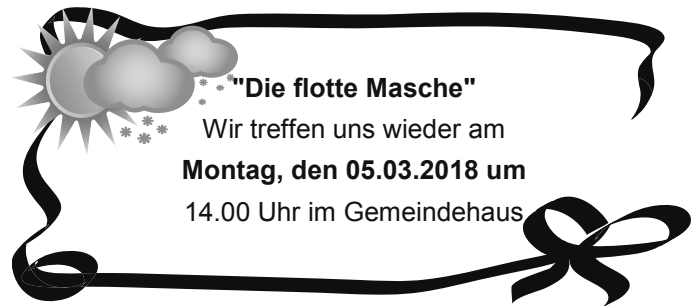 "Die flotte Masche"
Wir treffen uns wieder am
Montag, den 05.03.2018 um
14.00 Uhr im Gemeindehaus